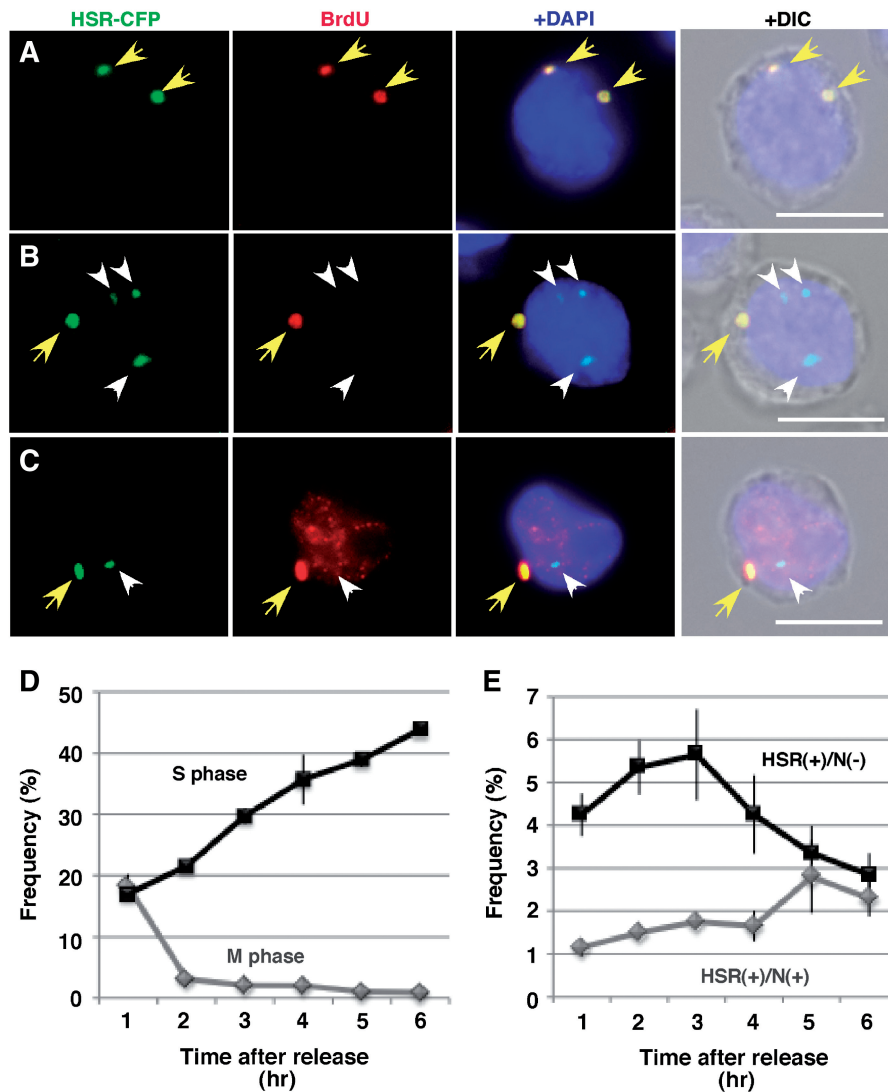 HSR-CFP BrdU +DAPI +DIC
A
B
C
D
50
40
30
20
10
0
Frequency (%)
S phase
M phase
1 2 3 4 5 6
Time after release
(hr)
E
7
6
5
4
3
2
1
0
Frequency (%)
HSR(+)/N(-)
HSR(+)/N(+)
1 2 3 4 5 6
Time after release
(hr)